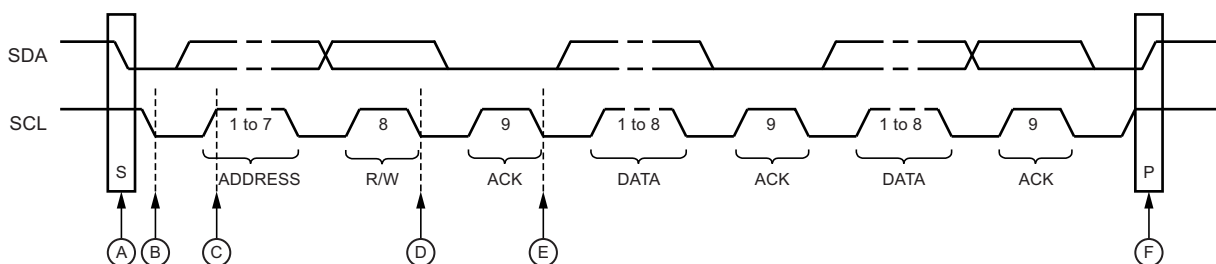 SDA
SCL
1 to 7
8
9
1 to 8
9
1 to 8
9
S
P
ADDRESS
R/W
ACK
DATA
ACK
DATA
ACK
A
B
C
D
E
F